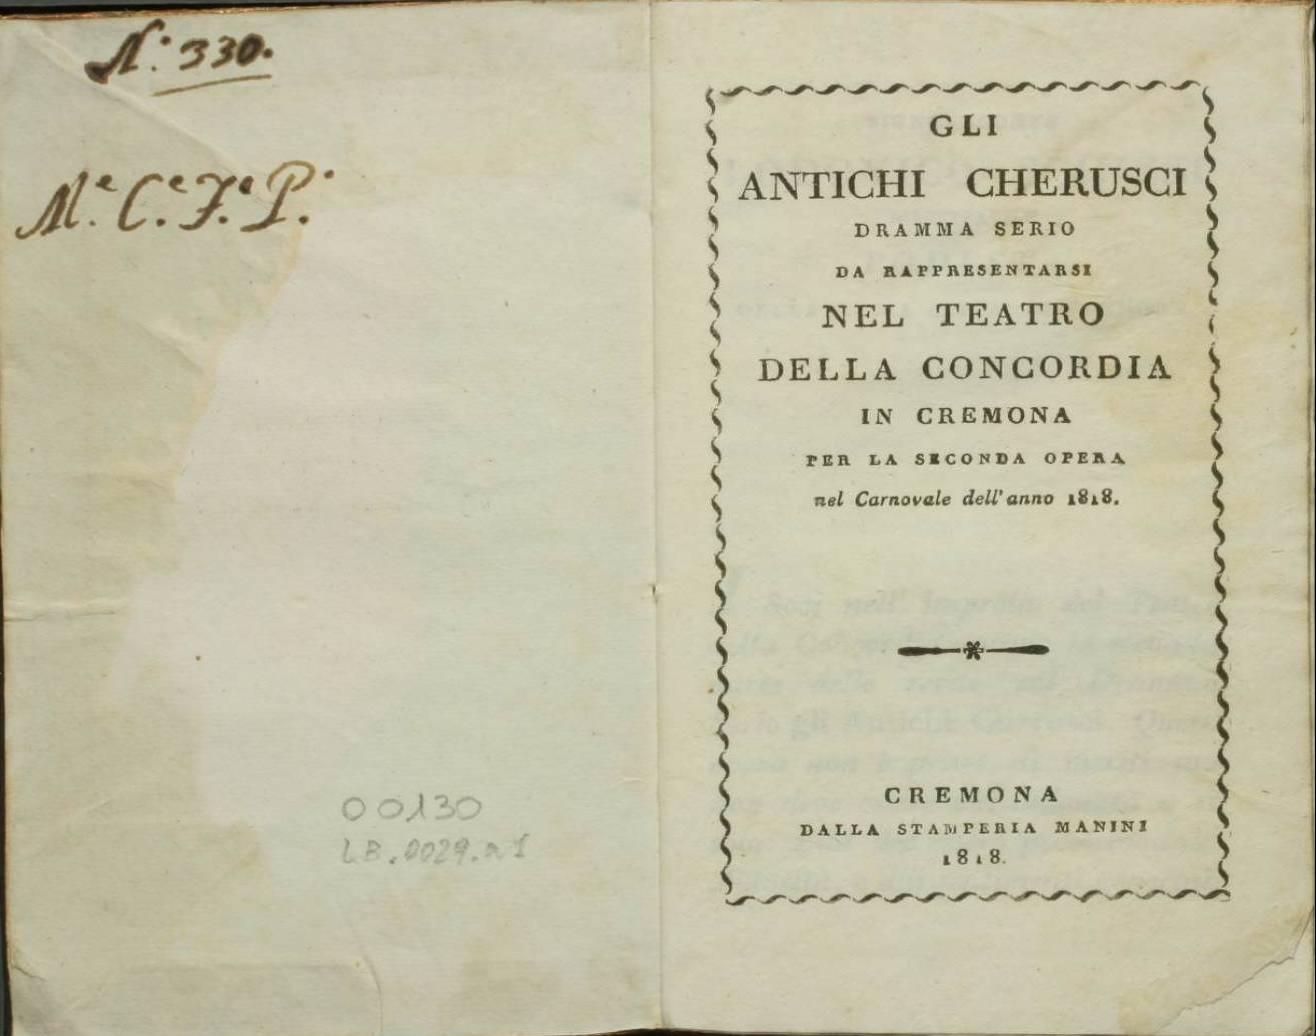 N.º 330.
M.e C.e F.e P.
00130
LB.0029.n 1
GLI
ANTICHI CHERUSCI
DRAMMA SERIO
DA RAPPRESENTARSI
NEL TEATRO
DELLA CONCORDIA
IN CREMONA
PER LA SECONDA OPERA
nel Carnovale dell' anno 1818.
CREMONA
DALLA STAMPERIA MANINI
1818.